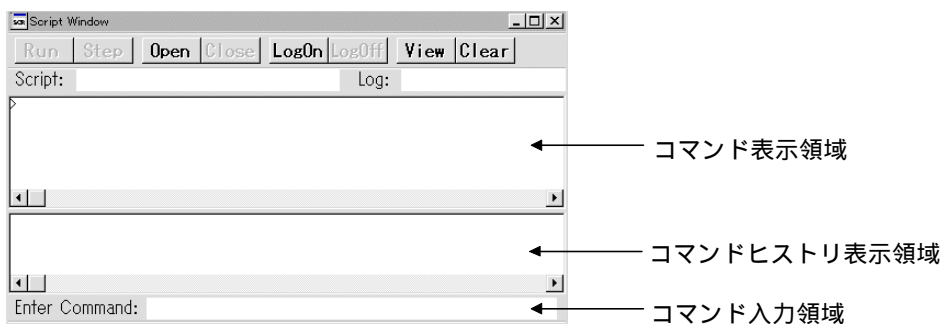 SCR Script Window
Run Step Open Close LogOn LogOff View Clear
Script: Log:
>
コマンド表示領域
コマンドヒストリ表示領域
Enter Command:
コマンド入力領域